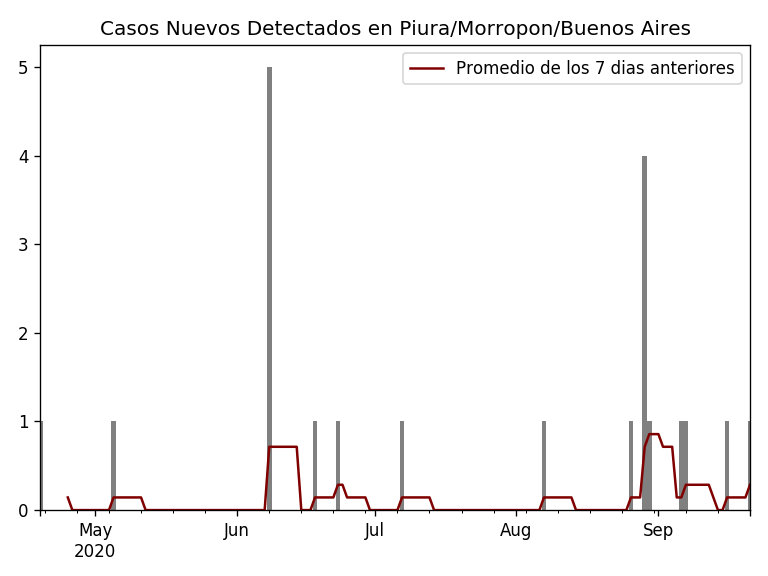 Casos Nuevos Detectados en Piura/Morropon/Buenos Aires
Promedio de los 7 dias anteriores
5
4
3
2
1
0
May
2020
Jun
Jul
Aug
Sep